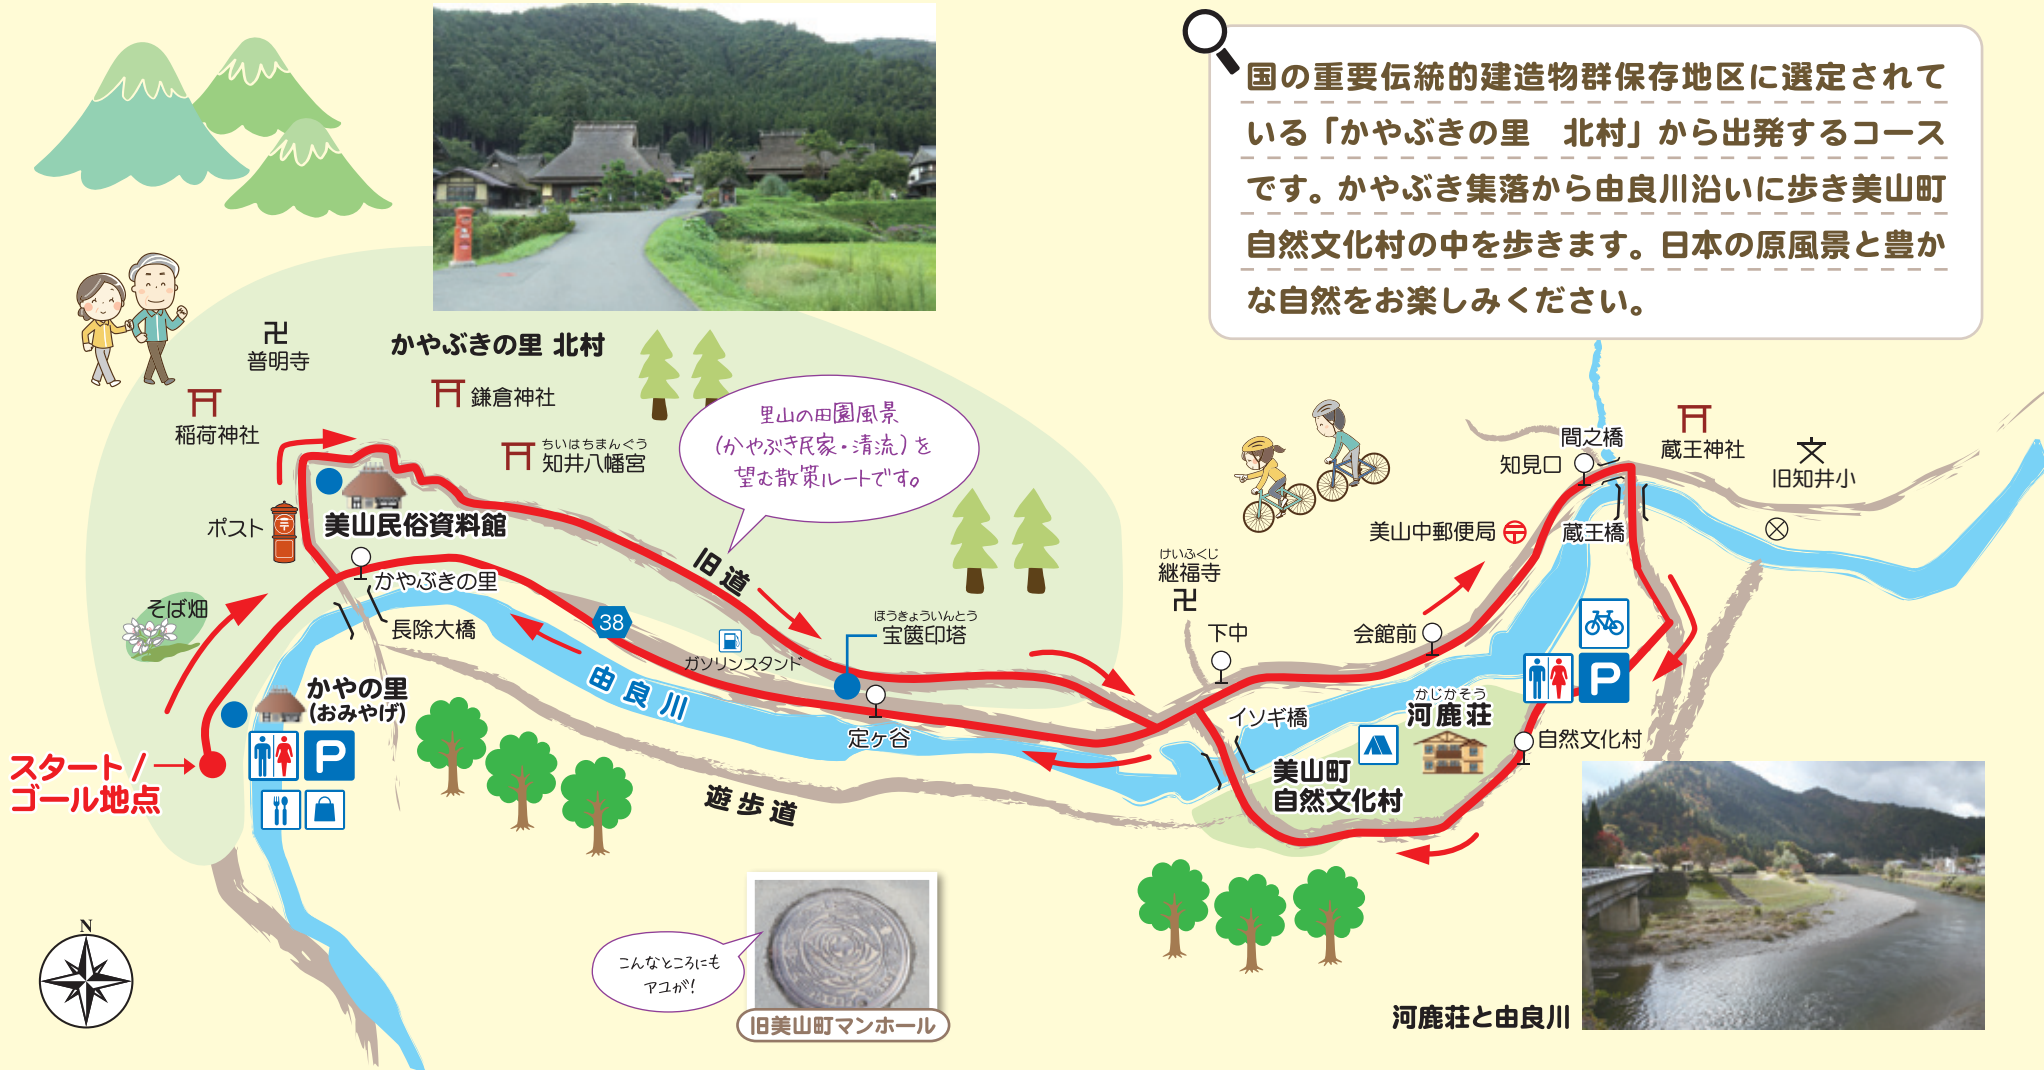 国の重要伝統的建造物群保存地区に選定されて
いる「かやぶきの里　北村」から出発するコース
です。かやぶき集落から由良川沿いに歩き美山町
自然文化村の中を歩きます。日本の原風景と豊か
な自然をお楽しみください。
卍
普明寺
かやぶきの里 北村
鎌倉神社
稲荷神社
ちいはちまんぐう
知井八幡宮
里山の田園風景
(かやぶき民家・清流)を
望む散策ルートです。
ポスト
〒
美山民俗資料館
かやぶきの里
旧道
そば畑
長除大橋
38
ガソリンスタンド
ほうきょういんとう
宝篋印塔
由良川
定ヶ谷
かやの里
(おみやげ)
P
スタート/
ゴール地点
遊歩道
間之橋
知見口
蔵王神社
文
旧知井小
美山中郵便局
〒
蔵王橋
けいふくじ
継福寺
卍
下中
会館前
P
かじかそう
河鹿荘
イソギ橋
自然文化村
美山町
自然文化村
N
こんなところにも
アユが!
旧美山町マンホール
河鹿荘と由良川